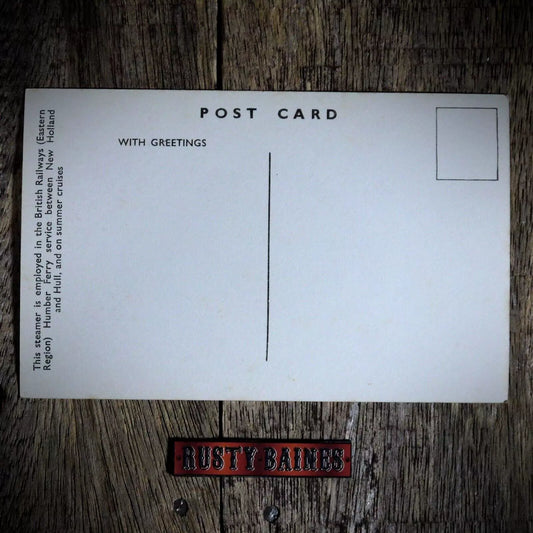 POST CARD
WITH GREETINGS
This steamer is employed in the British Railways (Eastern
Region) Humber Ferry service between New Holland
and Hull, and on summer cruises
RUSTY BAINES